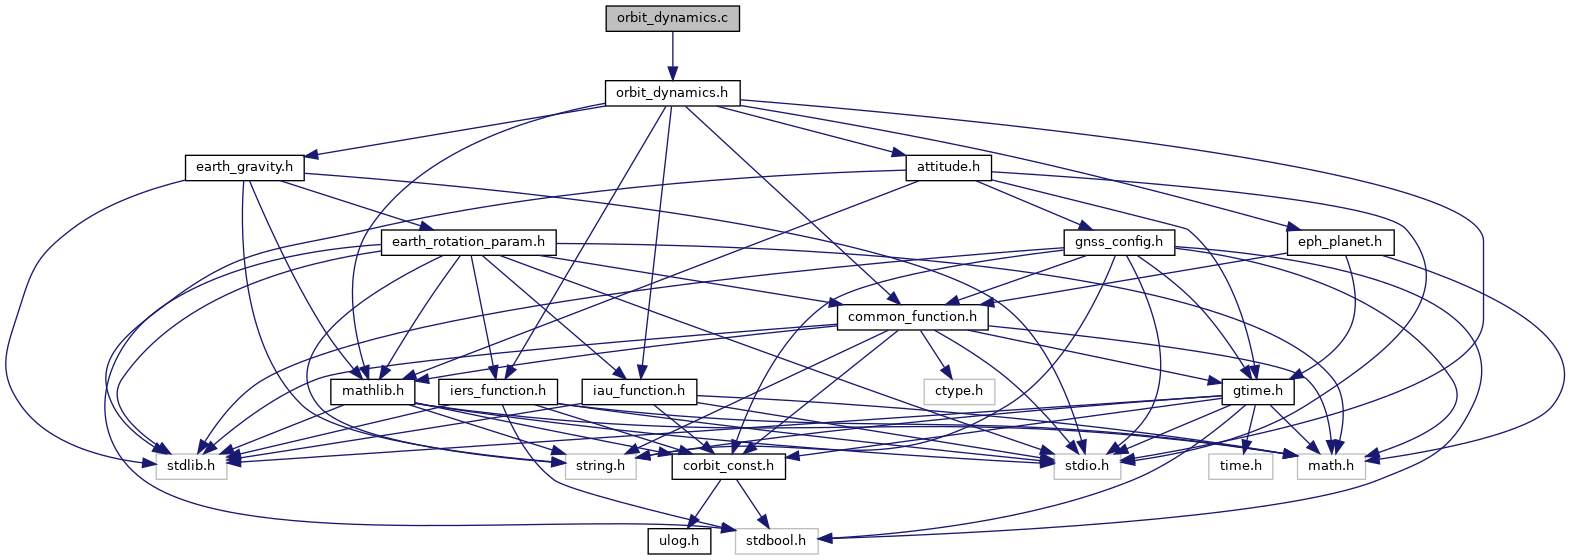 orbit_dynamics.c
orbit_dynamics.h
earth_gravity.h
attitude.h
earth_rotation_param.h
gnss_config.h
eph_planet.h
common_function.h
mathlib.h
iers_function.h
iau_function.h
ctype.h
gtime.h
stdlib.h
string.h
corbit_const.h
stdio.h
time.h
math.h
ulog.h
stdbool.h